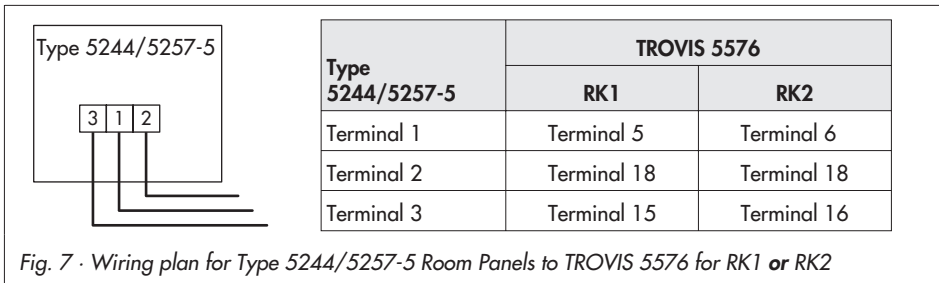 Type 5244/5257-5
3 1 2
TROVIS 5576
Type
5244/5257-5 RK1 RK2
Terminal 1 Terminal 5 Terminal 6
Terminal 2 Terminal 18 Terminal 18
Terminal 3 Terminal 15 Terminal 16
Fig. 7 · Wiring plan for Type 5244/5257-5 Room Panels to TROVIS 5576 for RK1 or RK2